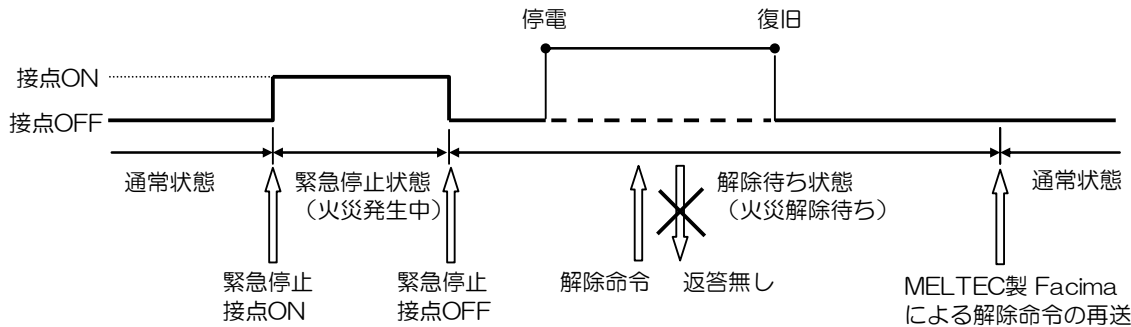 停電
復旧
接点ON
接点OFF
通常状態
緊急停止状態
（火災発生中）
解除待ち状態
（火災解除待ち）
通常状態
緊急停止
接点ON
緊急停止
接点OFF
解除命令
返答無し
MELTEC製 Facima
による解除命令の再送